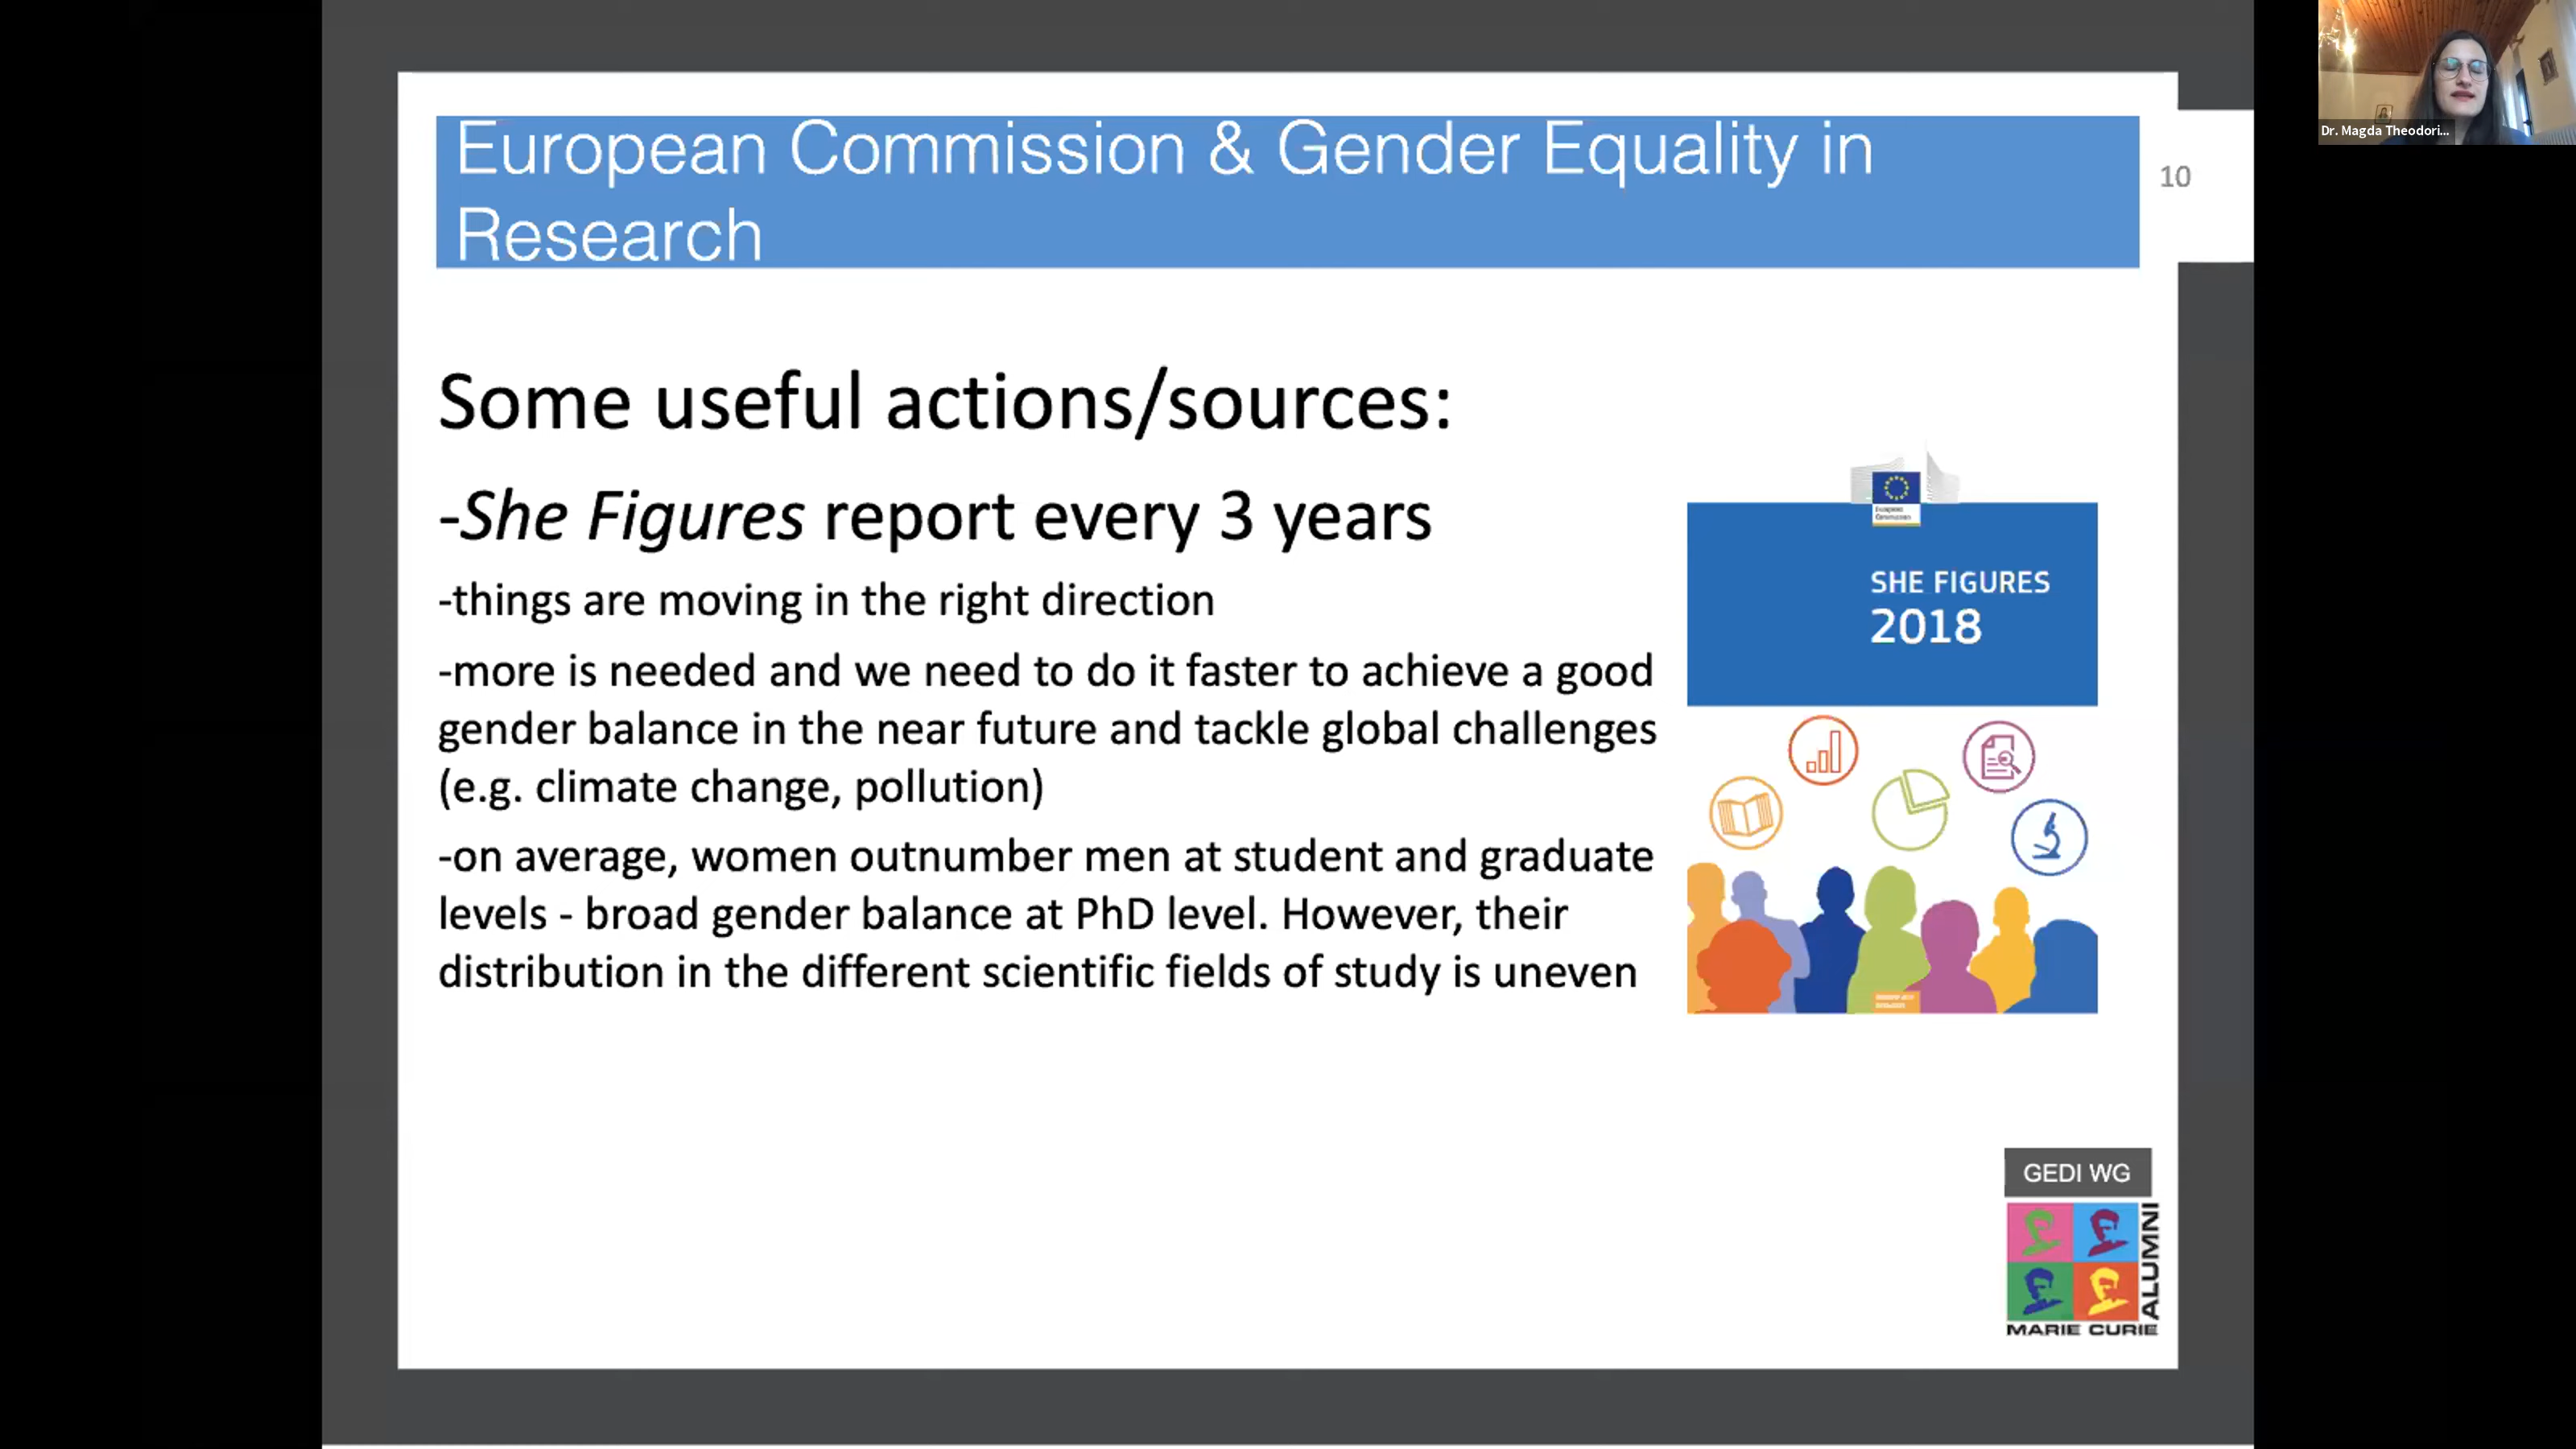 European Commission & Gender Equality in
Research
10
Dr. Magda Theodori...
Some useful actions/sources:
-She Figures report every 3 years
-things are moving in the right direction
-more is needed and we need to do it faster to achieve a good
gender balance in the near future and tackle global challenges
(e.g. climate change, pollution)
-on average, women outnumber men at student and graduate
levels - broad gender balance at PhD level. However, their
distribution in the different scientific fields of study is uneven
European
Commission
SHE FIGURES
2018
GEDI WG
MARIE CURIE
ALUMNI